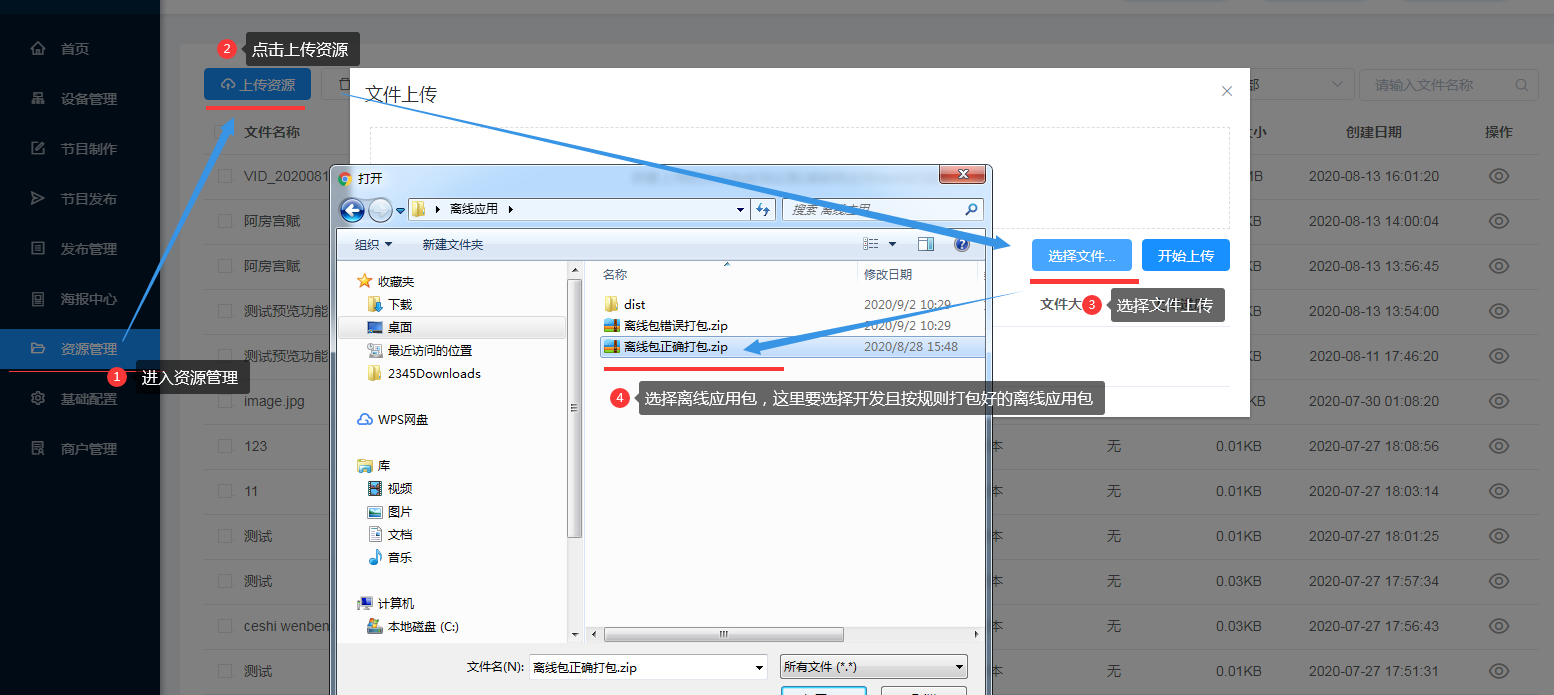 首页
设备管理
节目制作
节目发布
发布管理
海报中心
资源管理
1 进入资源管理
基础配置
商户管理
2 点击上传资源
上传资源
请输入文件名称
文件名称
创建日期
操作
VID_2020081
2020-08-13 16:01:20
阿房宫赋
2020-08-13 14:00:04
阿房宫赋
2020-08-13 13:56:45
测试预览功能
2020-08-13 13:54:00
测试预览功能
2020-08-11 17:46:20
image.jpg
KB 2020-07-30 01:08:20
123 本 无 0.01KB 2020-07-27 18:08:56
11 本 无 0.01KB 2020-07-27 18:03:14
测试 本 无 0.01KB 2020-07-27 18:01:25
测试 本 无 0.03KB 2020-07-27 17:57:34
ceshi wenben 本 无 0.03KB 2020-07-27 17:56:43
测试 本 无 0.01KB 2020-07-27 17:51:31
文件上传
选择文件... 开始上传
文件大
3 选择文件上传
打开
离线应用
搜索 离线应用
组织 新建文件夹
收藏夹
下载
桌面
最近访问的位置
2345Downloads
WPS网盘
库
视频
图片
文档
音乐
计算机
本地磁盘 (C:)
名称 修改日期
dist 2020/9/2 10:29
离线包错误打包.zip 2020/9/2 10:29
离线包正确打包.zip 2020/8/28 15:48
4 选择离线应用包，这里要选择开发且按规则打包好的离线应用包
文件名(N): 离线包正确打包.zip 所有文件 (*.*)